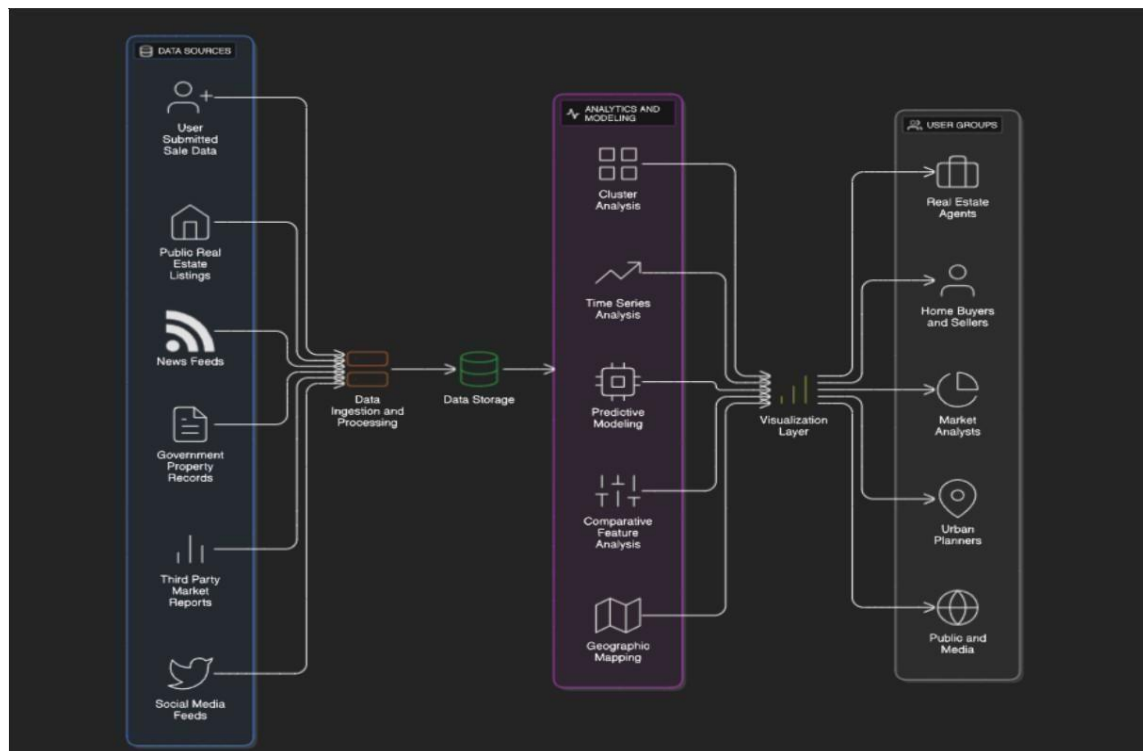 DATA SOURCES
User
Submitted
Sale Data
Public Real
Estate
Listings
News Feeds
Government
Property
Records
Third Party
Market
Reports
Social Media
Feeds
Data
Ingestion and
Processing
Data Storage
ANALYTICS AND
MODELING
Cluster
Analysis
Time Series
Analysis
Predictive
Modeling
Comparative
Feature
Analysis
Geographic
Mapping
Visualization
Layer
USER GROUPS
Real Estate
Agents
Home Buyers
and Sellers
Market
Analysts
Urban
Planners
Public and
Media